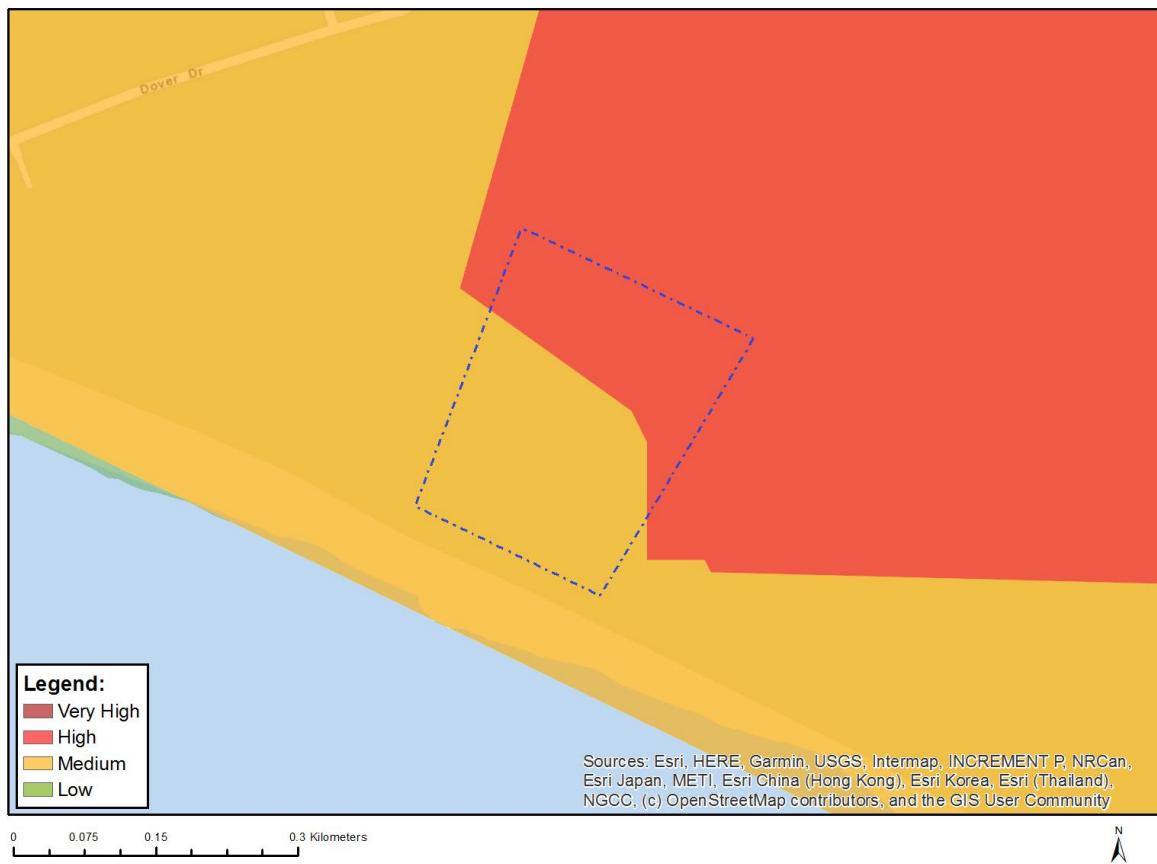 Dover Dr
Legend:
Very High
High
Medium
Low
Sources: Esri, HERE, Garmin, USGS, Intermap, INCREMENT P, NRCan,
Esri Japan, METI, Esri China (Hong Kong), Esri Korea, Esri (Thailand),
NGCC, (c) OpenStreetMap contributors, and the GIS User Community
0 0.075 0.15 0.3 Kilometers
N